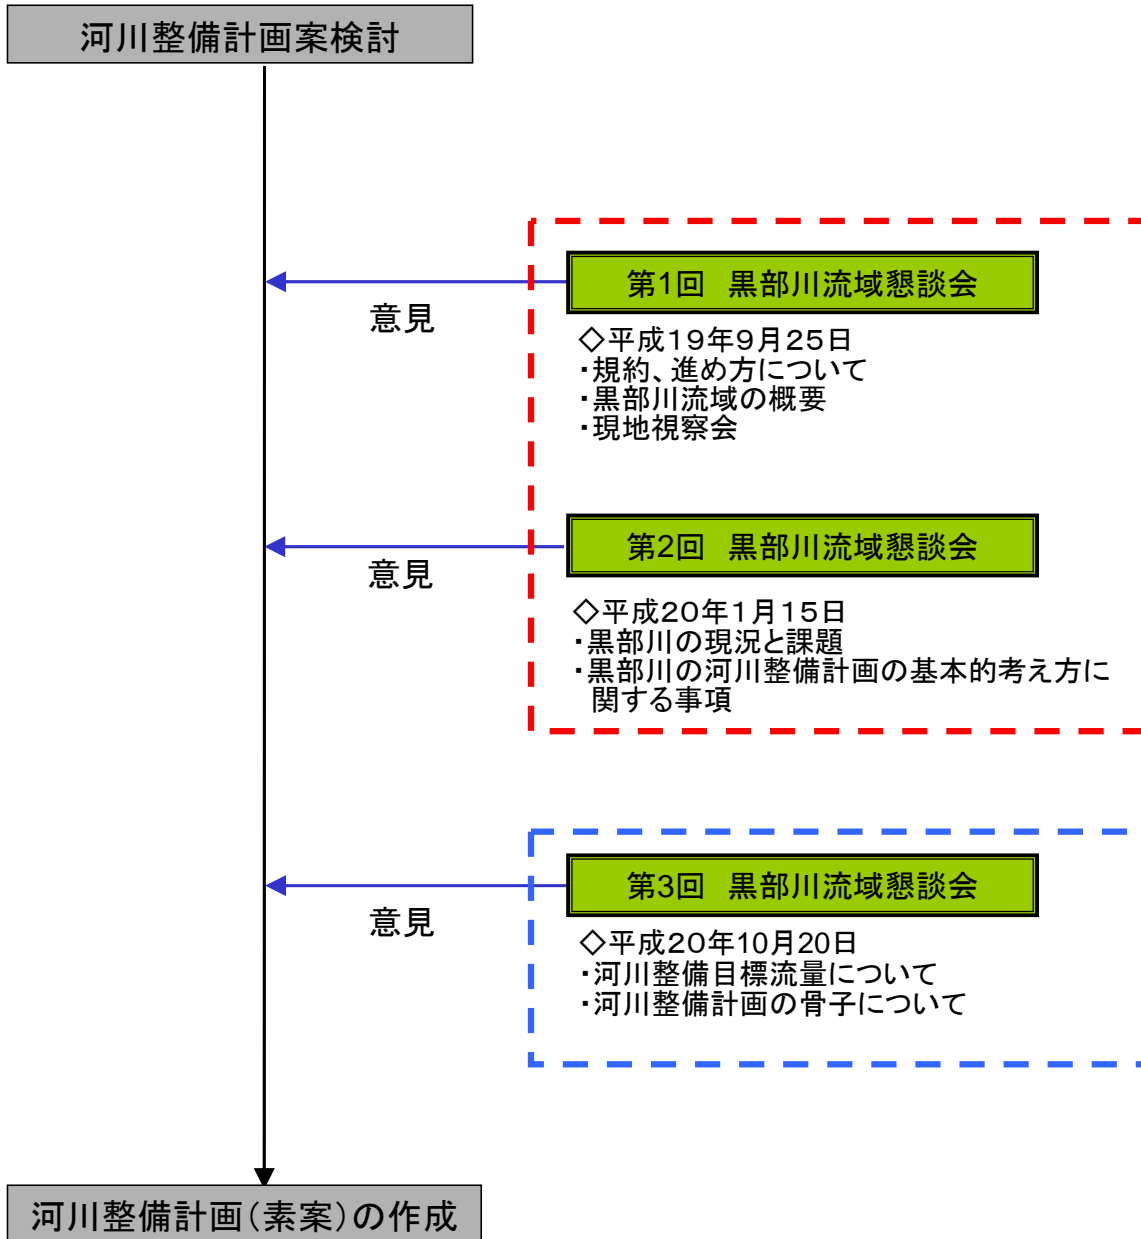 河川整備計画案検討
第1回 黒部川流域懇談会
意見
◇平成１９年９月２５日
・規約、進め方について
・黒部川流域の概要
・現地視察会
第2回 黒部川流域懇談会
意見
◇平成２０年１月１５日
・黒部川の現況と課題
・黒部川の河川整備計画の基本的考え方に
関する事項
第3回 黒部川流域懇談会
意見
◇平成２０年10月20日
・河川整備目標流量について
・河川整備計画の骨子について
河川整備計画（素案）の作成